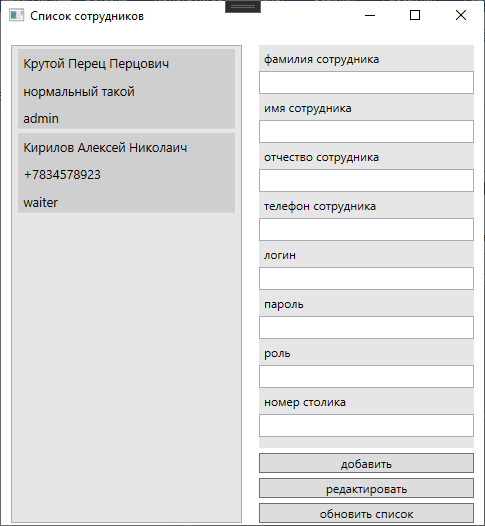 Список сотрудников
Крутой Перец Перцович
нормальный такой
admin
Кирилов Алексей Николаич
+7834578923
waiter
фамилия сотрудника
имя сотрудника
отчество сотрудника
телефон сотрудника
логин
пароль
роль
номер столика
добавить
редактировать
обновить список